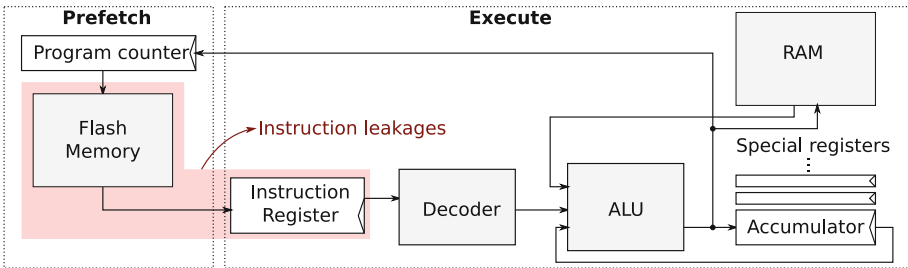 Prefetch
Execute
Program counter
RAM
Flash
Memory
Instruction leakages
Special registers
Instruction
Register
Decoder
ALU
Accumulator